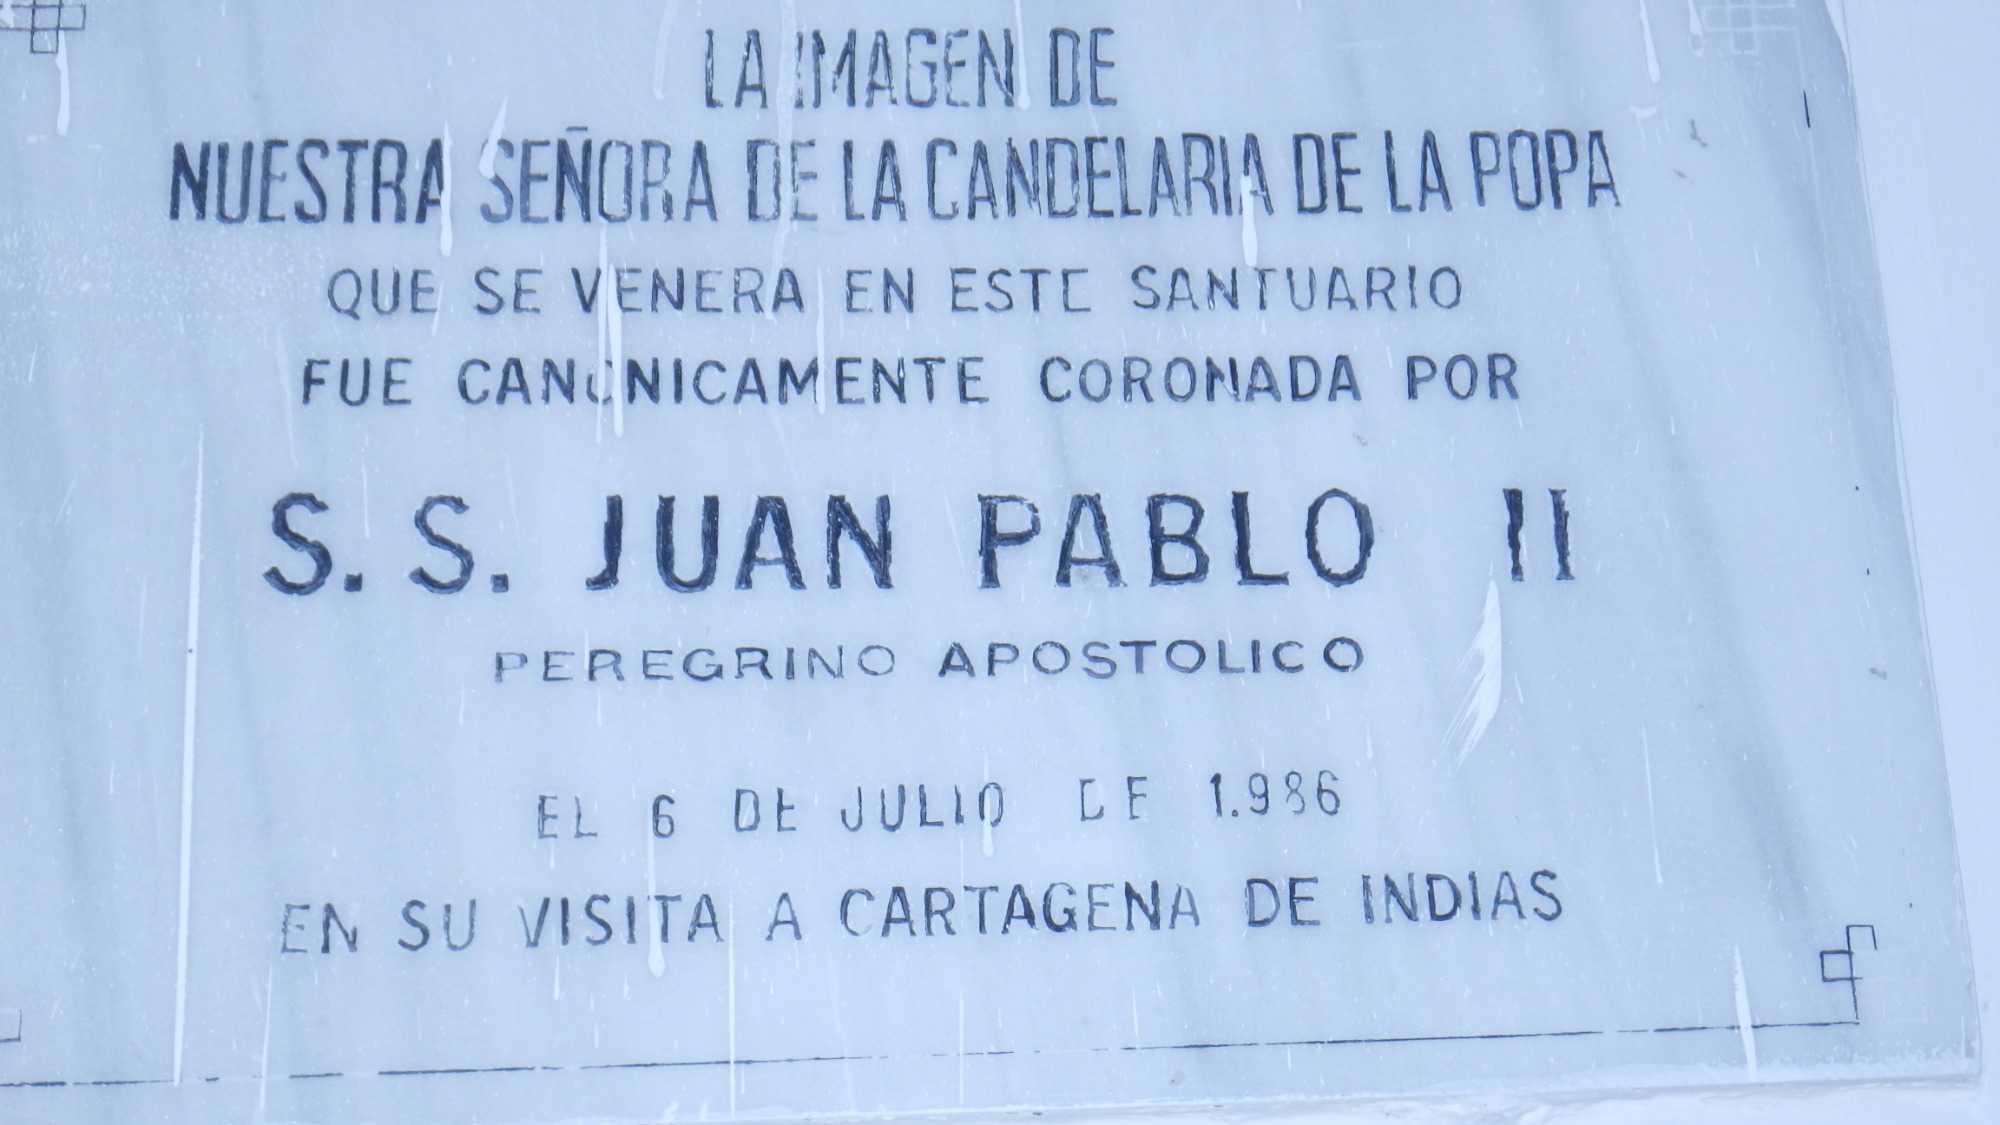 LA IMAGEN DE
NUESTRA SEÑORA DE LA CANDELARIA DE LA POPA
QUE SE VENERA EN ESTE SANTUARIO
FUE CANONICAMENTE CORONADA POR
S. S. JUAN PABLO II
PEREGRINO APOSTOLICO
EL 6 DE JULIO DE 1.986
EN SU VISITA A CARTAGENA DE INDIAS